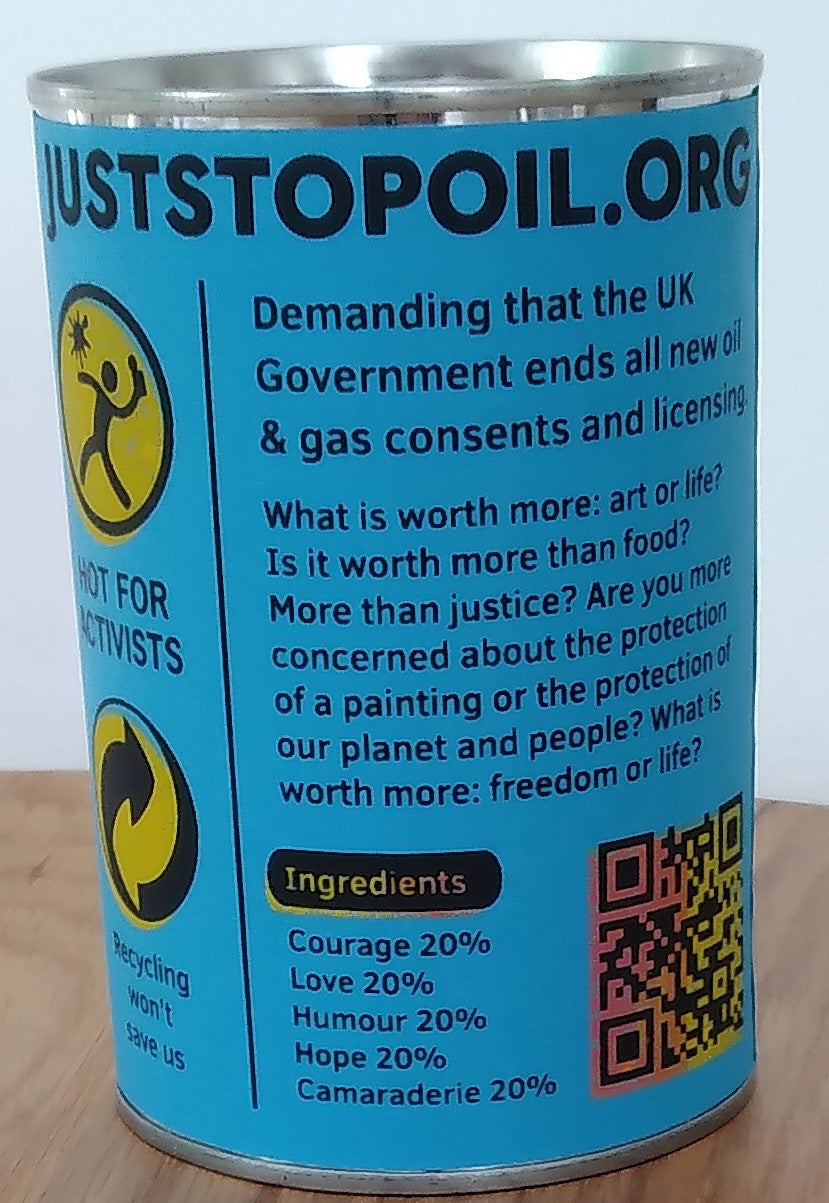 JUSTSTOPOIL.ORG
HOT FOR
ACTIVISTS
Recycling
won't
save us
Demanding that the UK
Government ends all new oil
& gas consents and licensing.
What is worth more: art or life?
Is it worth more than food?
More than justice? Are you more
concerned about the protection
of a painting or the protection of
our planet and people? What is
worth more: freedom or life?
Ingredients
Courage 20%
Love 20%
Humour 20%
Hope 20%
Camaraderie 20%